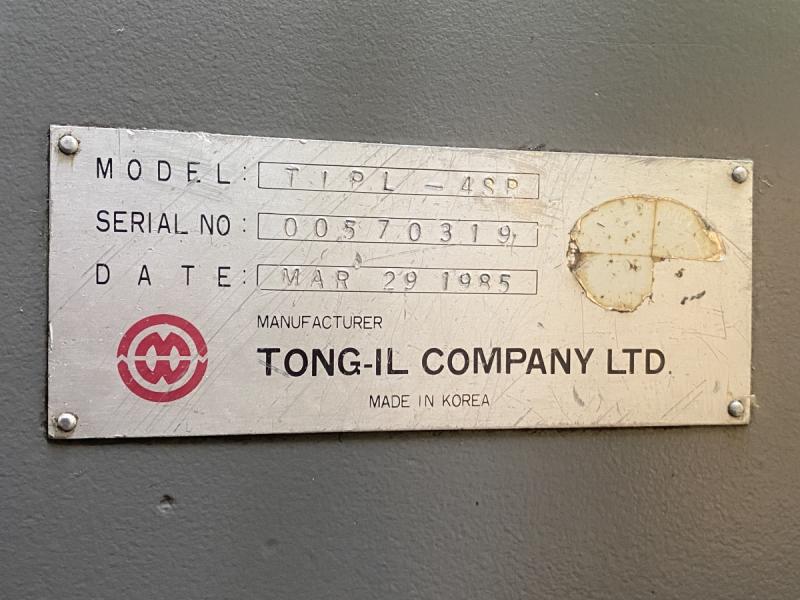 MODEL: TIPL-4SP
SERIAL NO: 00570319
DATE: MAR 29 1985
MANUFACTURER
TONG-IL COMPANY LTD.
MADE IN KOREA